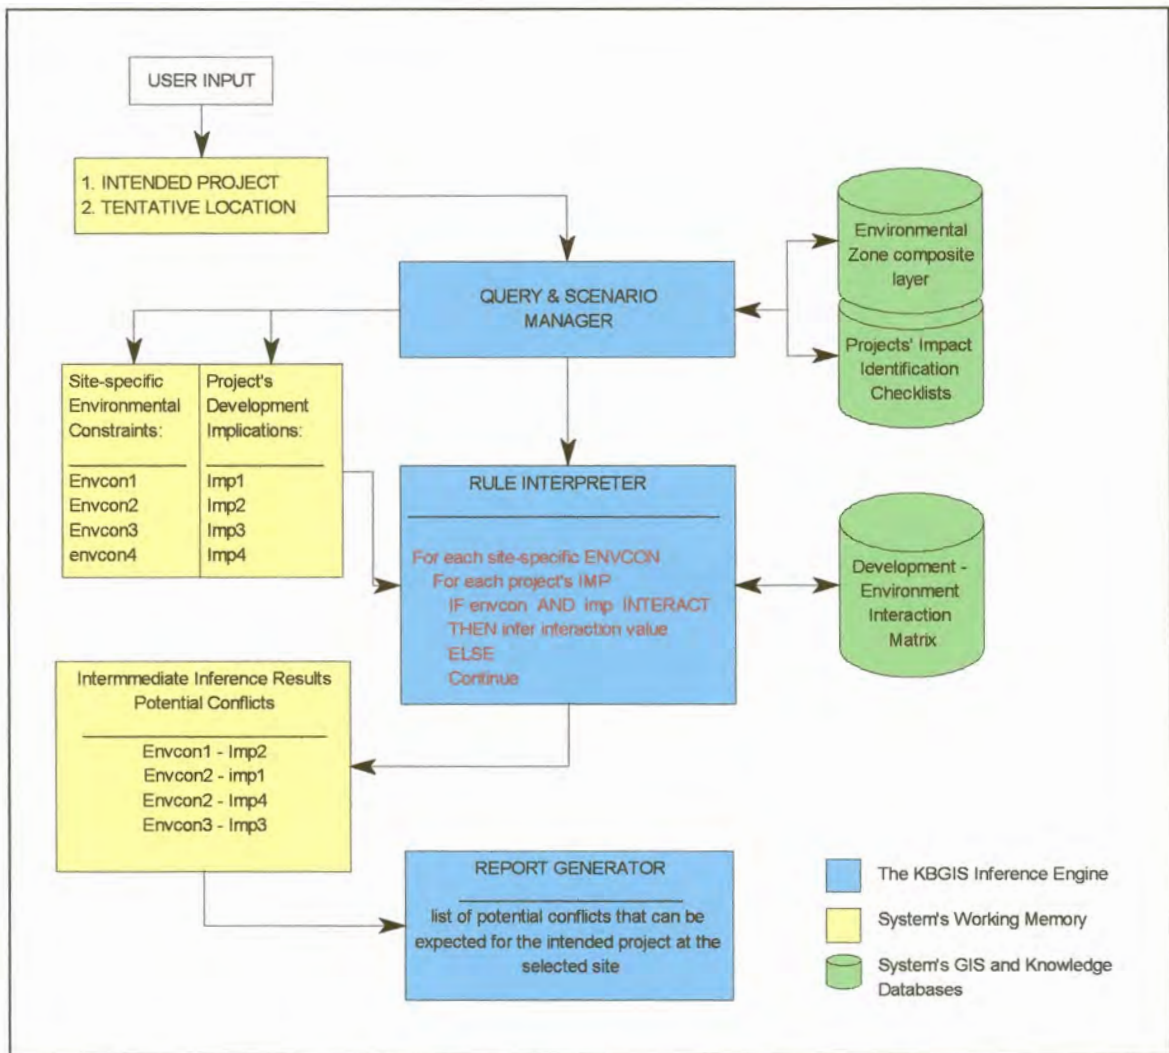 USER INPUT
1. INTENDED PROJECT
2. TENTATIVE LOCATION
Environmental
Zone composite
layer
QUERY & SCENARIO
MANAGER
Projects' Impact
Identification
Checklists
Site-specific
Environmental
Constraints:
Envcon1
Envcon2
Envcon3
envcon4
Project's
Development
Implications:
Imp1
Imp2
Imp3
Imp4
RULE INTERPRETER
For each site-specific ENVCON
For each project's IMP
IF envcon AND imp INTERACT
THEN infer interaction value
ELSE
Continue
Development -
Environment
Interaction
Matrix
Intermmediate Inference Results
Potential Conflicts
Envcon1 - Imp2
Envcon2 - imp1
Envcon2 - Imp4
Envcon3 - Imp3
REPORT GENERATOR
list of potential conflicts that can be
expected for the intended project at the
selected site
The KBGIS Inference Engine
System's Working Memory
System's GIS and Knowledge
Databases